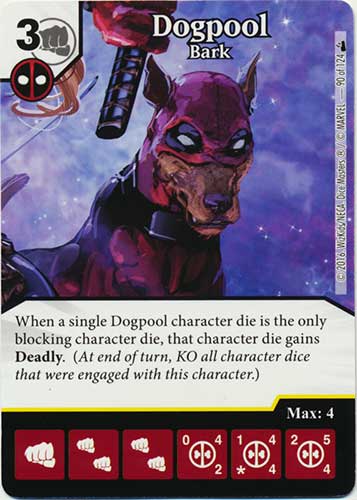 3
Dogpool
Bark
© 2016 WizKids/NECA. Dice Masters ® / © MARVEL — 90 of 124
When a single Dogpool character die is the only
blocking character die, that character die gains
Deadly. (At end of turn, KO all character dice
that were engaged with this character.)
Max: 4
0 4 2
1 4 * 4
2 5 4